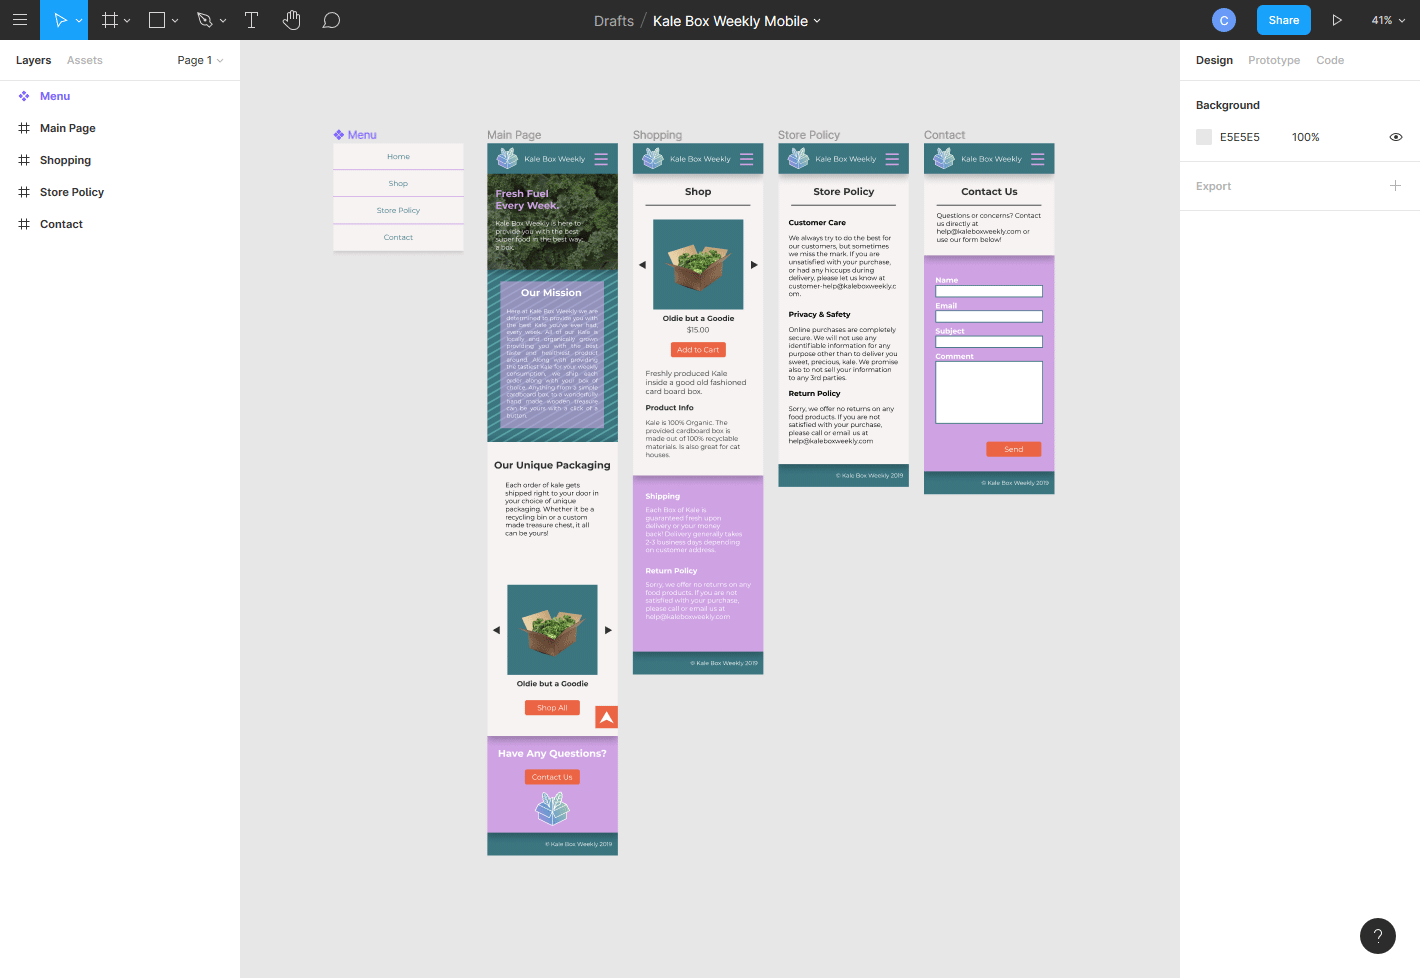 Drafts / Kale Box Weekly Mobile
C
Share
41%
Layers
Assets
Page 1
Menu
Main Page
Shopping
Store Policy
Contact
Design
Prototype
Code
Background
E5E5E5
100%
Export
Menu
Home
Shop
Store Policy
Contact
Main Page
Kale Box Weekly
Fresh Fuel
Every Week.
Kale Box Weekly is here to
provide you with the best
superfood in the best way:
a box.
Our Mission
Here at Kale Box Weekly we are
determined to provide you with
the best Kale you've ever had,
every week. All of our Kale is
locally and organically grown
providing you with the best
taste and healthiest product
around. Along with providing
the tastiest Kale for your weekly
consumption, we ship each
order along with your box of
choice. Anything from a simple
cardboard box, to a wonderfully
hand made wooden treasure
can be yours with a click of a
button.
Our Unique Packaging
Each order of kale gets
shipped right to your door in
your choice of unique
packaging. Whether it be a
recycling bin or a custom
made treasure chest, it all
can be yours!
Oldie but a Goodie
Shop All
Have Any Questions?
Contact Us
© Kale Box Weekly 2019
Shopping
Kale Box Weekly
Shop
Oldie but a Goodie
$15.00
Add to Cart
Freshly produced Kale
inside a good old fashioned
card board box.
Product Info
Kale is 100% Organic. The
provided cardboard box is
made out of 100% recyclable
materials. Is also great for cat
houses.
Shipping
Each Box of Kale is
guaranteed fresh upon
delivery or your money
back! Delivery generally takes
2-3 business days depending
on customer address.
Return Policy
Sorry, we offer no returns on any
food products. If you are not
satisfied with your purchase,
please call or email us at
help@kaleboxweekly.com
© Kale Box Weekly 2019
Store Policy
Kale Box Weekly
Store Policy
Customer Care
We always try to do the best for
our customers, but sometimes
we miss the mark. If you are
unsatisfied with your purchase,
or had any hiccups during
delivery, please let us know at
customer-help@kaleboxweekly.c
om.
Privacy & Safety
Online purchases are completely
secure. We will not use any
identifiable information for any
purpose other than to deliver you
sweet, precious, kale. We promise
also to not sell your information
to any 3rd parties.
Return Policy
Sorry, we offer no returns on any
food products. If you are not
satisfied with your purchase,
please call or email us at
help@kaleboxweekly.com
© Kale Box Weekly 2019
Contact
Kale Box Weekly
Contact Us
Questions or concerns? Contact
us directly at
help@kaleboxweekly.com or
use our form below!
Name
Email
Subject
Comment
Send
© Kale Box Weekly 2019
?